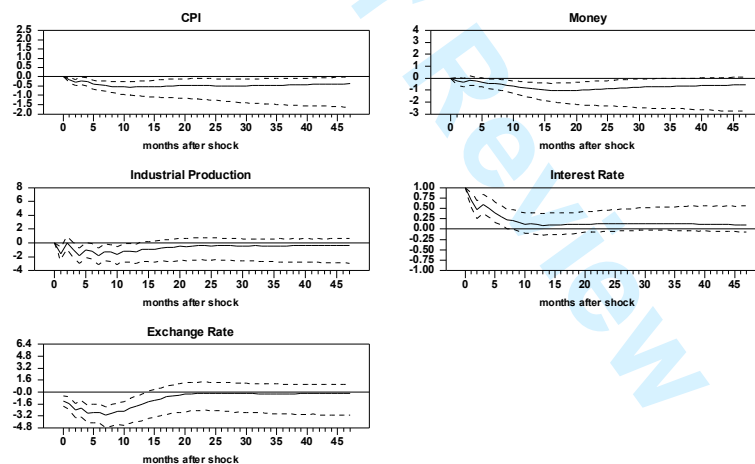 CPI
2.5
2.0
1.5
1.0
0.5
0.0
-0.5
-1.0
-1.5
-2.0
0 5 10 15 20 25 30 35 40 45
months after shock
Money
4
3
2
1
0
-1
-2
-3
0 5 10 15 20 25 30 35 40 45
months after shock
Industrial Production
8
6
4
2
0
-2
-4
0 5 10 15 20 25 30 35 40 45
months after shock
Interest Rate
1.00
0.75
0.50
0.25
0.00
-0.25
-0.50
-0.75
-1.00
0 5 10 15 20 25 30 35 40 45
months after shock
Exchange Rate
6.4
4.8
3.2
1.6
-0.0
-1.6
-3.2
-4.8
0 5 10 15 20 25 30 35 40 45
months after shock
Review